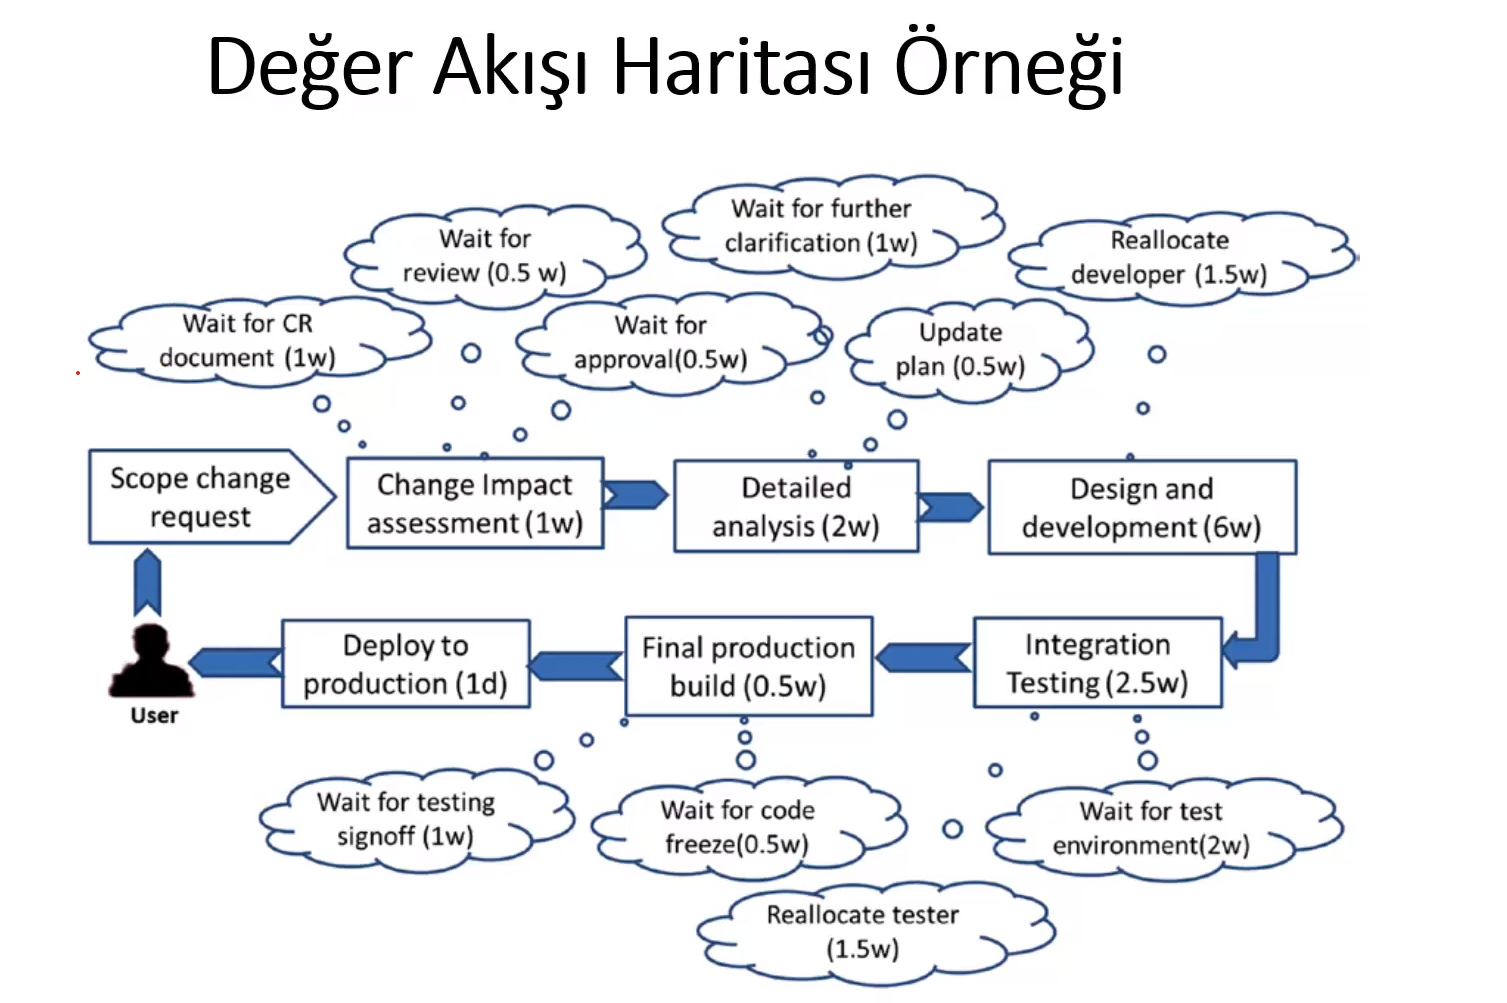 Değer Akışı Haritası Örneği
Wait for CR
document (1w)
Wait for
review (0.5 w)
Wait for
approval(0.5w)
Wait for further
clarification (1w)
Update
plan (0.5w)
Reallocate
developer (1.5w)
Scope change
request
Change Impact
assessment (1w)
Detailed
analysis (2w)
Design and
development (6w)
User
Deploy to
production (1d)
Final production
build (0.5w)
Integration
Testing (2.5w)
Wait for testing
signoff (1w)
Wait for code
freeze(0.5w)
Wait for test
environment(2w)
Reallocate tester
(1.5w)